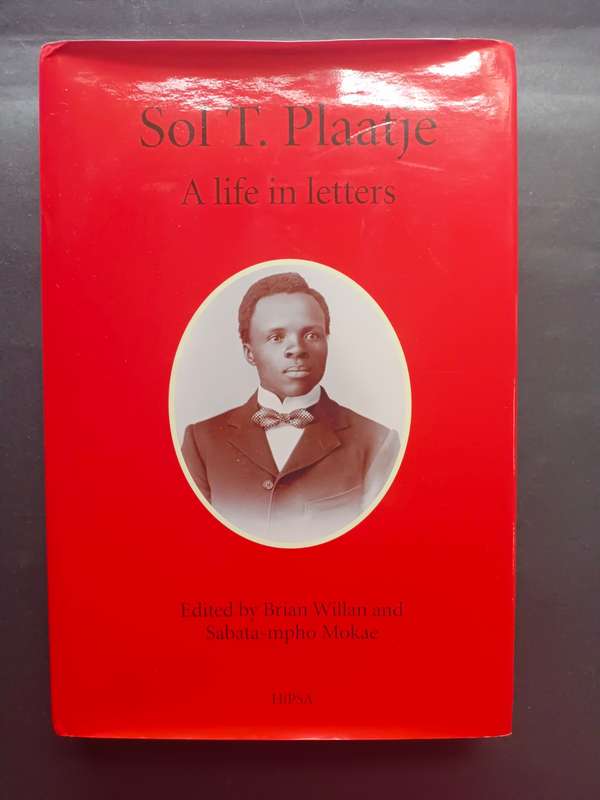 Sol T. Plaatje
A life in letters
Edited by Brian Willan and
Sabata-mpho Mokae
HiPSA